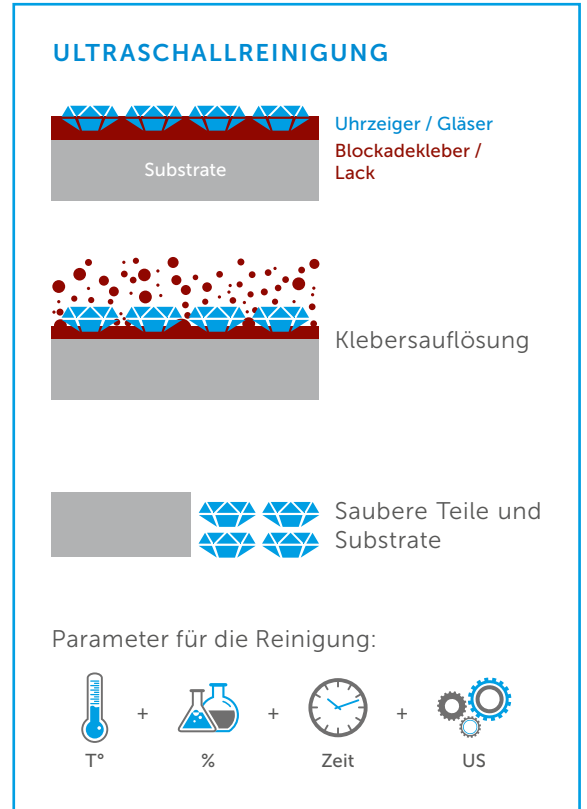 ULTRASCHALLREINIGUNG
Uhrzeiger / Gläser
Blockadekleber /
Lack
Substrate
Klebersauflösung
Saubere Teile und
Substrate
Parameter für die Reinigung:
+ + +
T° % Zeit US